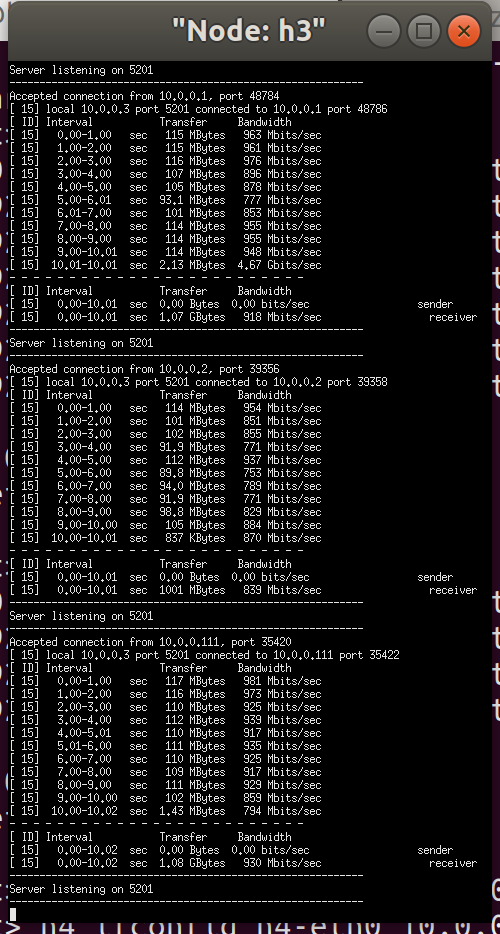 "Node: h3"
Server listening on 5201
-----------------------------------------------------------
Accepted connection from 10.0.0.1, port 48784
[ 15] local 10.0.0.3 port 5201 connected to 10.0.0.1 port 48786
[ ID] Interval Transfer Bandwidth
[ 15] 0.00-1.00 sec 115 MBytes 963 Mbits/sec
[ 15] 1.00-2.00 sec 115 MBytes 961 Mbits/sec
[ 15] 2.00-3.00 sec 116 MBytes 976 Mbits/sec
[ 15] 3.00-4.00 sec 107 MBytes 896 Mbits/sec
[ 15] 4.00-5.00 sec 105 MBytes 878 Mbits/sec
[ 15] 5.00-6.01 sec 93.1 MBytes 777 Mbits/sec
[ 15] 6.01-7.00 sec 101 MBytes 853 Mbits/sec
[ 15] 7.00-8.00 sec 114 MBytes 955 Mbits/sec
[ 15] 8.00-9.00 sec 114 MBytes 955 Mbits/sec
[ 15] 9.00-10.01 sec 114 MBytes 948 Mbits/sec
[ 15] 10.01-10.01 sec 2.13 MBytes 4.67 Gbits/sec
- - - - - - - - - - - - - - - - - - - - - - - - -
[ ID] Interval Transfer Bandwidth
[ 15] 0.00-10.01 sec 0.00 Bytes 0.00 bits/sec sender
[ 15] 0.00-10.01 sec 1.07 GBytes 918 Mbits/sec receiver
-----------------------------------------------------------
Server listening on 5201
-----------------------------------------------------------
Accepted connection from 10.0.0.2, port 39356
[ 15] local 10.0.0.3 port 5201 connected to 10.0.0.2 port 39358
[ ID] Interval Transfer Bandwidth
[ 15] 0.00-1.00 sec 114 MBytes 954 Mbits/sec
[ 15] 1.00-2.00 sec 101 MBytes 851 Mbits/sec
[ 15] 2.00-3.00 sec 102 MBytes 855 Mbits/sec
[ 15] 3.00-4.00 sec 91.9 MBytes 771 Mbits/sec
[ 15] 4.00-5.00 sec 112 MBytes 937 Mbits/sec
[ 15] 5.00-6.00 sec 89.8 MBytes 753 Mbits/sec
[ 15] 6.00-7.00 sec 94.0 MBytes 789 Mbits/sec
[ 15] 7.00-8.00 sec 91.9 MBytes 771 Mbits/sec
[ 15] 8.00-9.00 sec 98.8 MBytes 829 Mbits/sec
[ 15] 9.00-10.00 sec 105 MBytes 884 Mbits/sec
[ 15] 10.00-10.01 sec 837 KBytes 870 Mbits/sec
- - - - - - - - - - - - - - - - - - - - - - - - -
[ ID] Interval Transfer Bandwidth
[ 15] 0.00-10.01 sec 0.00 Bytes 0.00 bits/sec sender
[ 15] 0.00-10.01 sec 1001 MBytes 839 Mbits/sec receiver
-----------------------------------------------------------
Server listening on 5201
-----------------------------------------------------------
Accepted connection from 10.0.0.111, port 35420
[ 15] local 10.0.0.3 port 5201 connected to 10.0.0.111 port 35422
[ ID] Interval Transfer Bandwidth
[ 15] 0.00-1.00 sec 117 MBytes 981 Mbits/sec
[ 15] 1.00-2.00 sec 116 MBytes 973 Mbits/sec
[ 15] 2.00-3.00 sec 110 MBytes 925 Mbits/sec
[ 15] 3.00-4.00 sec 112 MBytes 939 Mbits/sec
[ 15] 4.00-5.01 sec 110 MBytes 917 Mbits/sec
[ 15] 5.01-6.00 sec 111 MBytes 935 Mbits/sec
[ 15] 6.00-7.00 sec 110 MBytes 925 Mbits/sec
[ 15] 7.00-8.00 sec 109 MBytes 917 Mbits/sec
[ 15] 8.00-9.00 sec 111 MBytes 929 Mbits/sec
[ 15] 9.00-10.00 sec 102 MBytes 859 Mbits/sec
[ 15] 10.00-10.02 sec 1.43 MBytes 794 Mbits/sec
- - - - - - - - - - - - - - - - - - - - - - - - -
[ ID] Interval Transfer Bandwidth
[ 15] 0.00-10.02 sec 0.00 Bytes 0.00 bits/sec sender
[ 15] 0.00-10.02 sec 1.08 GBytes 930 Mbits/sec receiver
-----------------------------------------------------------
Server listening on 5201
-----------------------------------------------------------
> h4 ifconfig h4-eth0 10.0.0